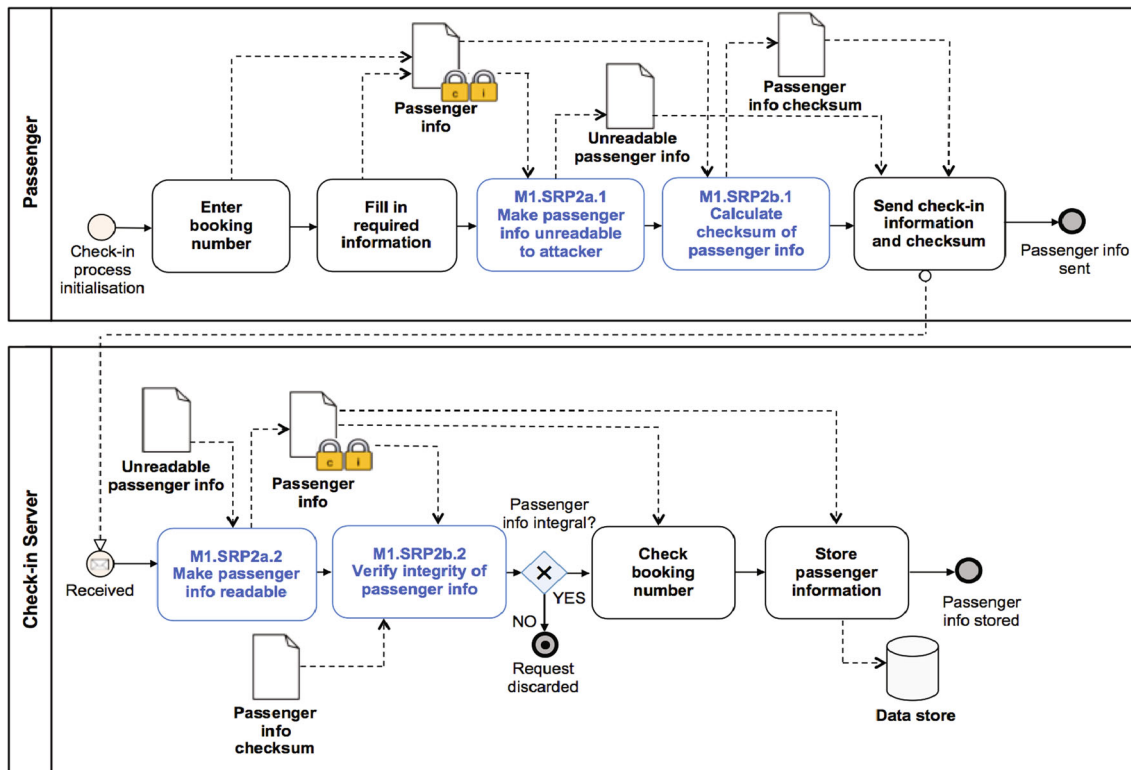 Passenger
Passenger
info
c
i
Unreadable
passenger info
Passenger
info checksum
Check-in
process
initialisation
Enter
booking
number
Fill in
required
information
M1.SRP2a.1
Make passenger
info unreadable
to attacker
M1.SRP2b.1
Calculate
checksum of
passenger info
Send check-in
information
and checksum
Passenger info
sent
Check-in Server
Unreadable
passenger info
c
i
Passenger
info
Received
M1.SRP2a.2
Make passenger
info readable
M1.SRP2b.2
Verify integrity of
passenger info
Passenger
info checksum
Passenger
info integral?
YES
NO
Request
discarded
Check
booking
number
Store
passenger
information
Passenger
info stored
Data store